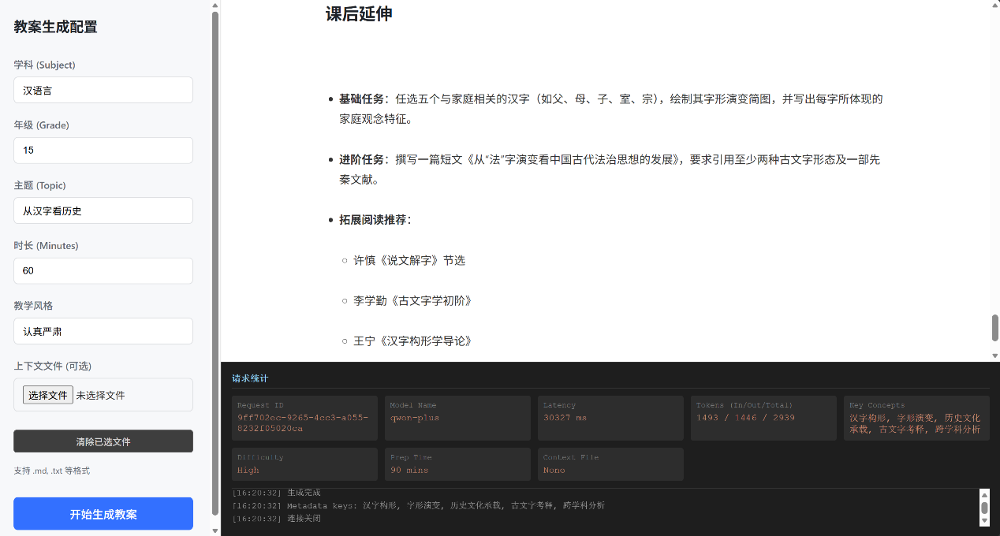 教案生成配置
学科 (Subject)
汉语言
年级 (Grade)
15
主题 (Topic)
从汉字看历史
时长 (Minutes)
60
教学风格
认真严肃
上下文文件 (可选)
选择文件 未选择文件
清除已选文件
支持 .md, .txt 等格式
开始生成教案
课后延伸
基础任务：任选五个与家庭相关的汉字（如父、母、子、室、宗），绘制其字形演变简图，并写出每字所体现的
家庭观念特征。
进阶任务：撰写一篇短文《从“法”字演变看中国古代法治思想的发展》，要求引用至少两种古文字形态及一部先
秦文献。
拓展阅读推荐：
许慎《说文解字》节选
李学勤《古文字学初阶》
王宁《汉字构形学导论》
请求统计
Request ID
9ff702ec-9265-4cc3-a055-
8232f05020ca
Model Name
qwen-plus
Latency
30327 ms
Tokens (In/Out/Total)
1493 / 1446 / 2939
Key Concepts
汉字构形, 字形演变, 历史文化
承载, 古文字考释, 跨学科分析
Difficulty
High
Prep Time
90 mins
Context File
None
[16:20:32] 生成完成
[16:20:32] Metadata keys: 汉字构形, 字形演变, 历史文化承载, 古文字考释, 跨学科分析
[16:20:32] 连接关闭